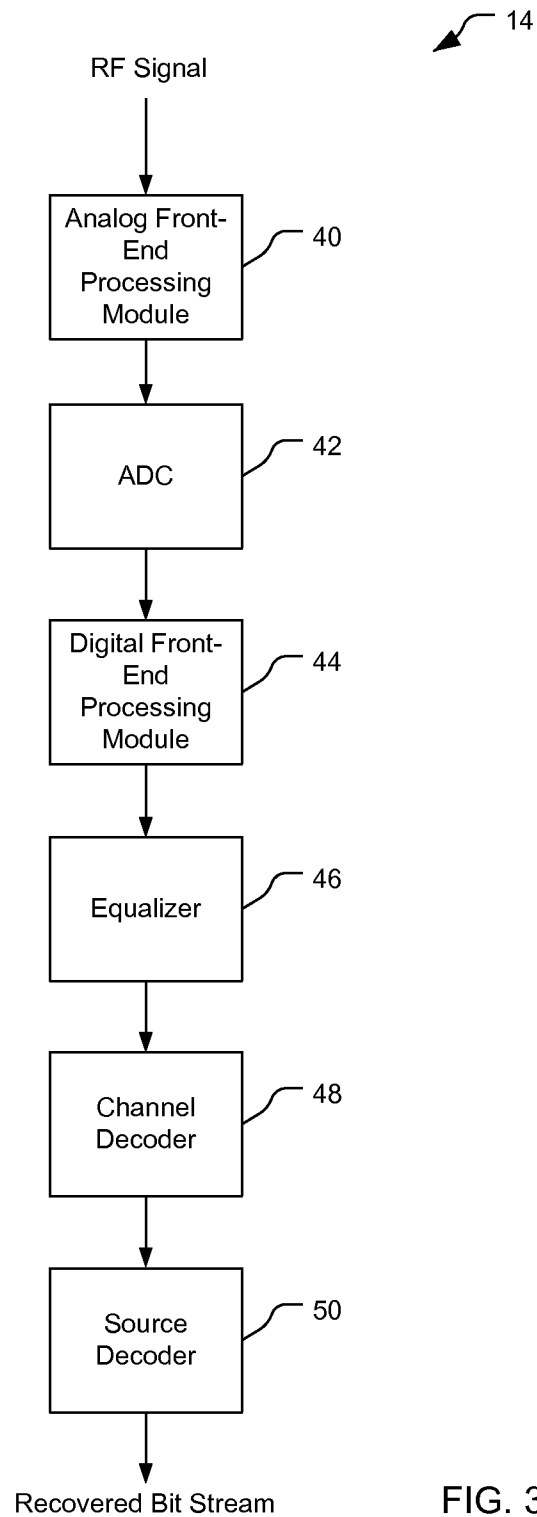 14
RF Signal
Analog Front-
End
Processing
Module
40
ADC
42
Digital Front-
End
Processing
Module
44
Equalizer
46
Channel
Decoder
48
Source
Decoder
50
Recovered Bit Stream
FIG. 3